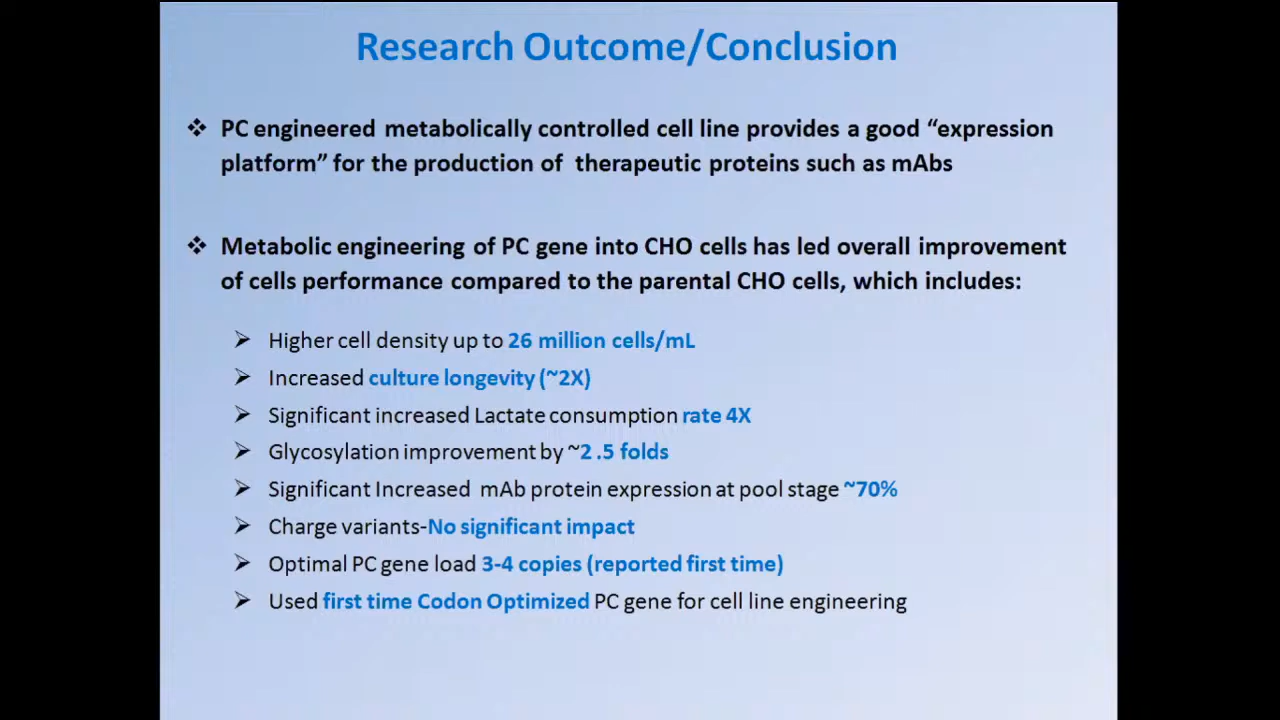 Research Outcome/Conclusion
❖ PC engineered metabolically controlled cell line provides a good “expression
platform” for the production of therapeutic proteins such as mAbs
❖ Metabolic engineering of PC gene into CHO cells has led overall improvement
of cells performance compared to the parental CHO cells, which includes:
➢ Higher cell density up to 26 million cells/mL
➢ Increased culture longevity (~2X)
➢ Significant increased Lactate consumption rate 4X
➢ Glycosylation improvement by ~2 .5 folds
➢ Significant Increased mAb protein expression at pool stage ~70%
➢ Charge variants-No significant impact
➢ Optimal PC gene load 3-4 copies (reported first time)
➢ Used first time Codon Optimized PC gene for cell line engineering